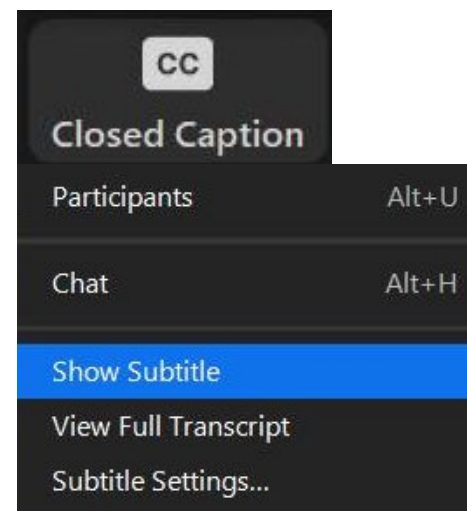 CC
Closed Caption
Participants Alt+U
Chat Alt+H
Show Subtitle
View Full Transcript
Subtitle Settings...